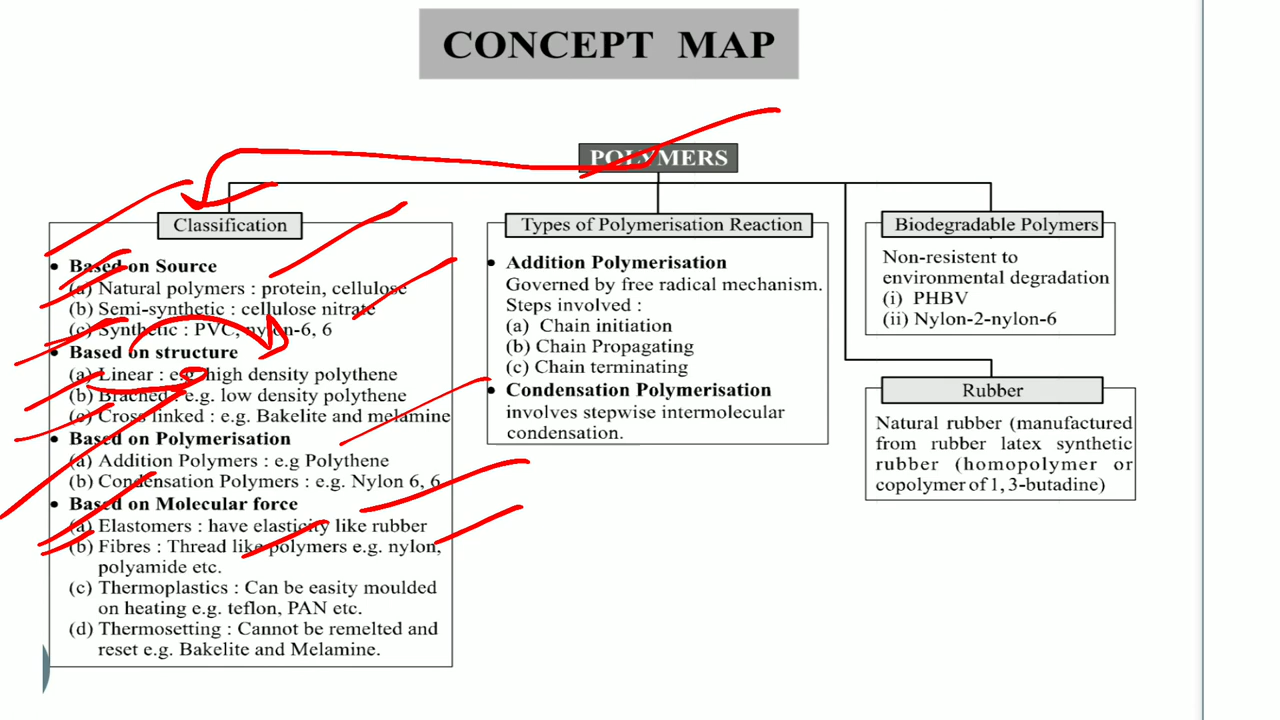 CONCEPT MAP
POLYMERS
Classification
• Based on Source
(a) Natural polymers : protein, cellulose
(b) Semi-synthetic : cellulose nitrate
(c) Synthetic : PVC, nylon-6, 6
• Based on structure
(a) Linear : e.g. high density polythene
(b) Brached : e.g. low density polythene
(c) Cross linked : e.g. Bakelite and melamine
• Based on Polymerisation
(a) Addition Polymers : e.g Polythene
(b) Condensation Polymers : e.g. Nylon 6, 6
• Based on Molecular force
(a) Elastomers : have elasticity like rubber
(b) Fibres : Thread like polymers e.g. nylon,
polyamide etc.
(c) Thermoplastics : Can be easity moulded
on heating e.g. teflon, PAN etc.
(d) Thermosetting : Cannot be remelted and
reset e.g. Bakelite and Melamine.
Types of Polymerisation Reaction
• Addition Polymerisation
Governed by free radical mechanism.
Steps involved :
(a) Chain initiation
(b) Chain Propagating
(c) Chain terminating
• Condensation Polymerisation
involves stepwise intermolecular
condensation.
Biodegradable Polymers
Non-resistent to
environmental degradation
(i) PHBV
(ii) Nylon-2-nylon-6
Rubber
Natural rubber (manufactured
from rubber latex synthetic
rubber (homopolymer or
copolymer of 1, 3-butadine)